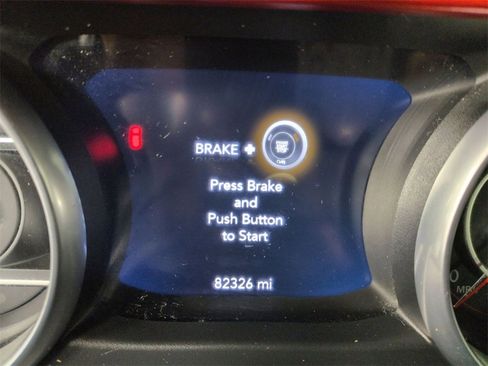 BRAKE +
Press Brake
and
Push Button
to Start
82326 mi